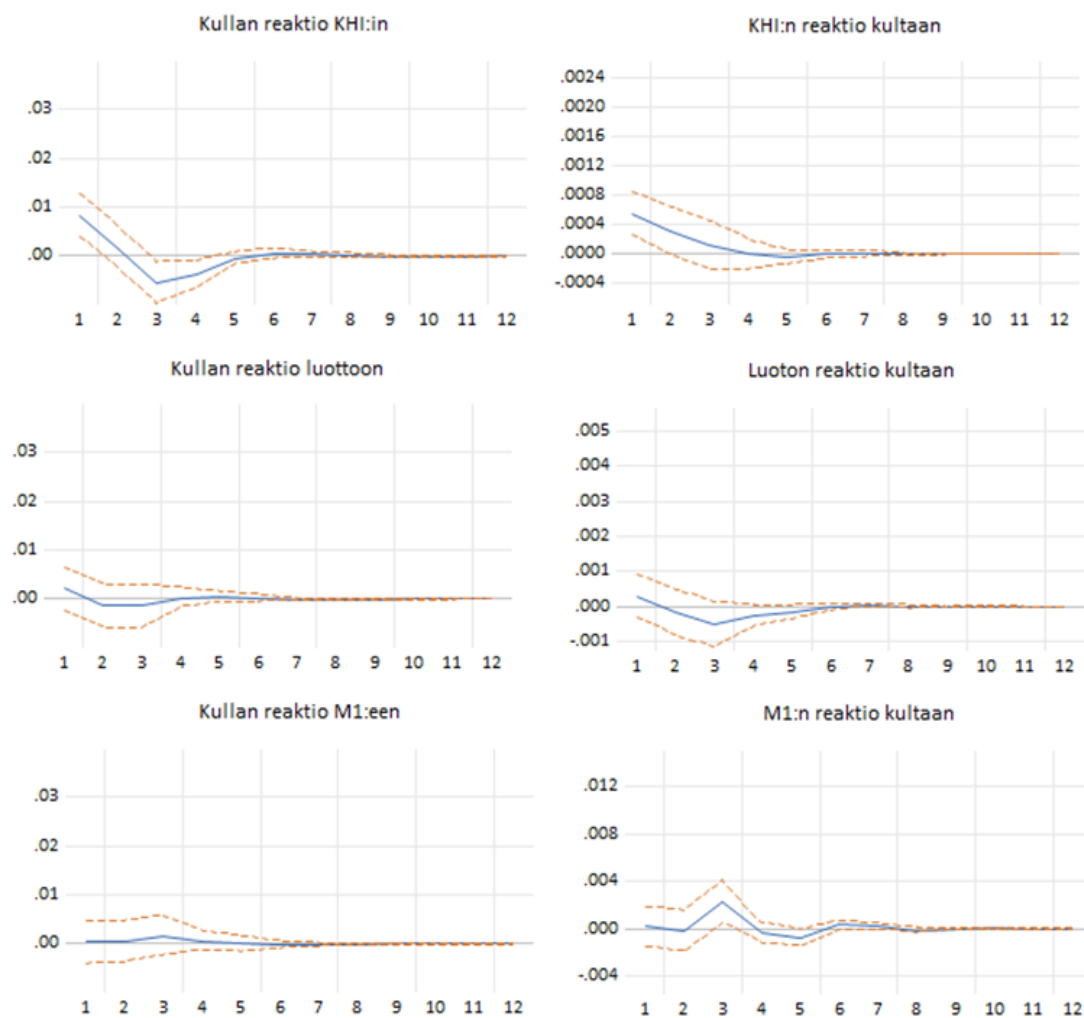 Kullan reaktio KHI:in
.03
.02
.01
.00
1 2 3 4 5 6 7 8 9 10 11 12
KHI:n reaktio kultaan
.0024
.0020
.0016
.0012
.0008
.0004
.0000
-.0004
1 2 3 4 5 6 7 8 9 10 11 12
Kullan reaktio luottoon
.03
.02
.01
.00
1 2 3 4 5 6 7 8 9 10 11 12
Luoton reaktio kultaan
.005
.004
.003
.002
.001
.000
-.001
1 2 3 4 5 6 7 8 9 10 11 12
Kullan reaktio M1:een
.03
.02
.01
.00
1 2 3 4 5 6 7 8 9 10 11 12
M1:n reaktio kultaan
.012
.008
.004
.000
-.004
1 2 3 4 5 6 7 8 9 10 11 12